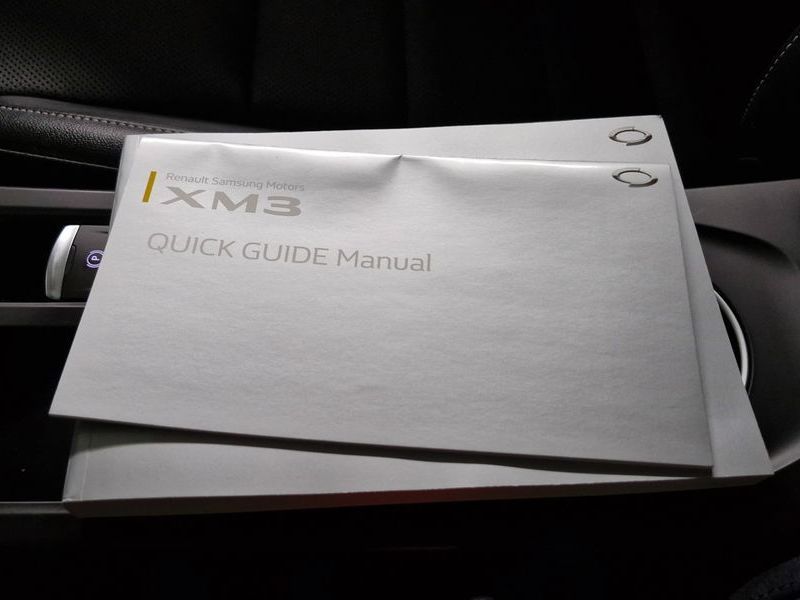 Renault Samsung Motors
XM3
QUICK GUIDE Manual
P